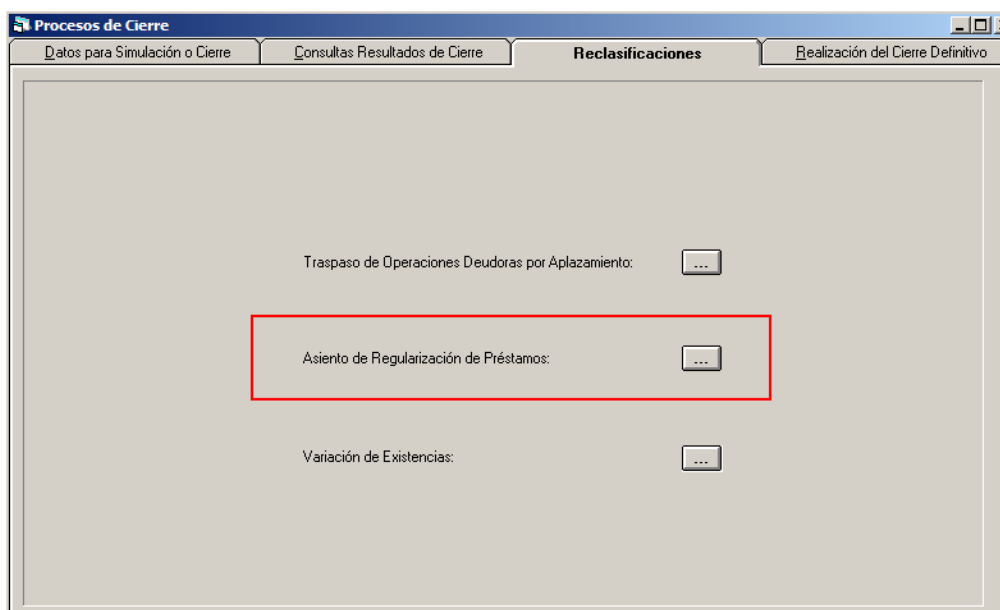 Procesos de Cierre
Datos para Simulación o Cierre
Consultas Resultados de Cierre
Reclasificaciones
Realización del Cierre Definitivo
Traspaso de Operaciones Deudoras por Aplazamiento: ...
Asiento de Regularización de Préstamos: ...
Variación de Existencias: ...